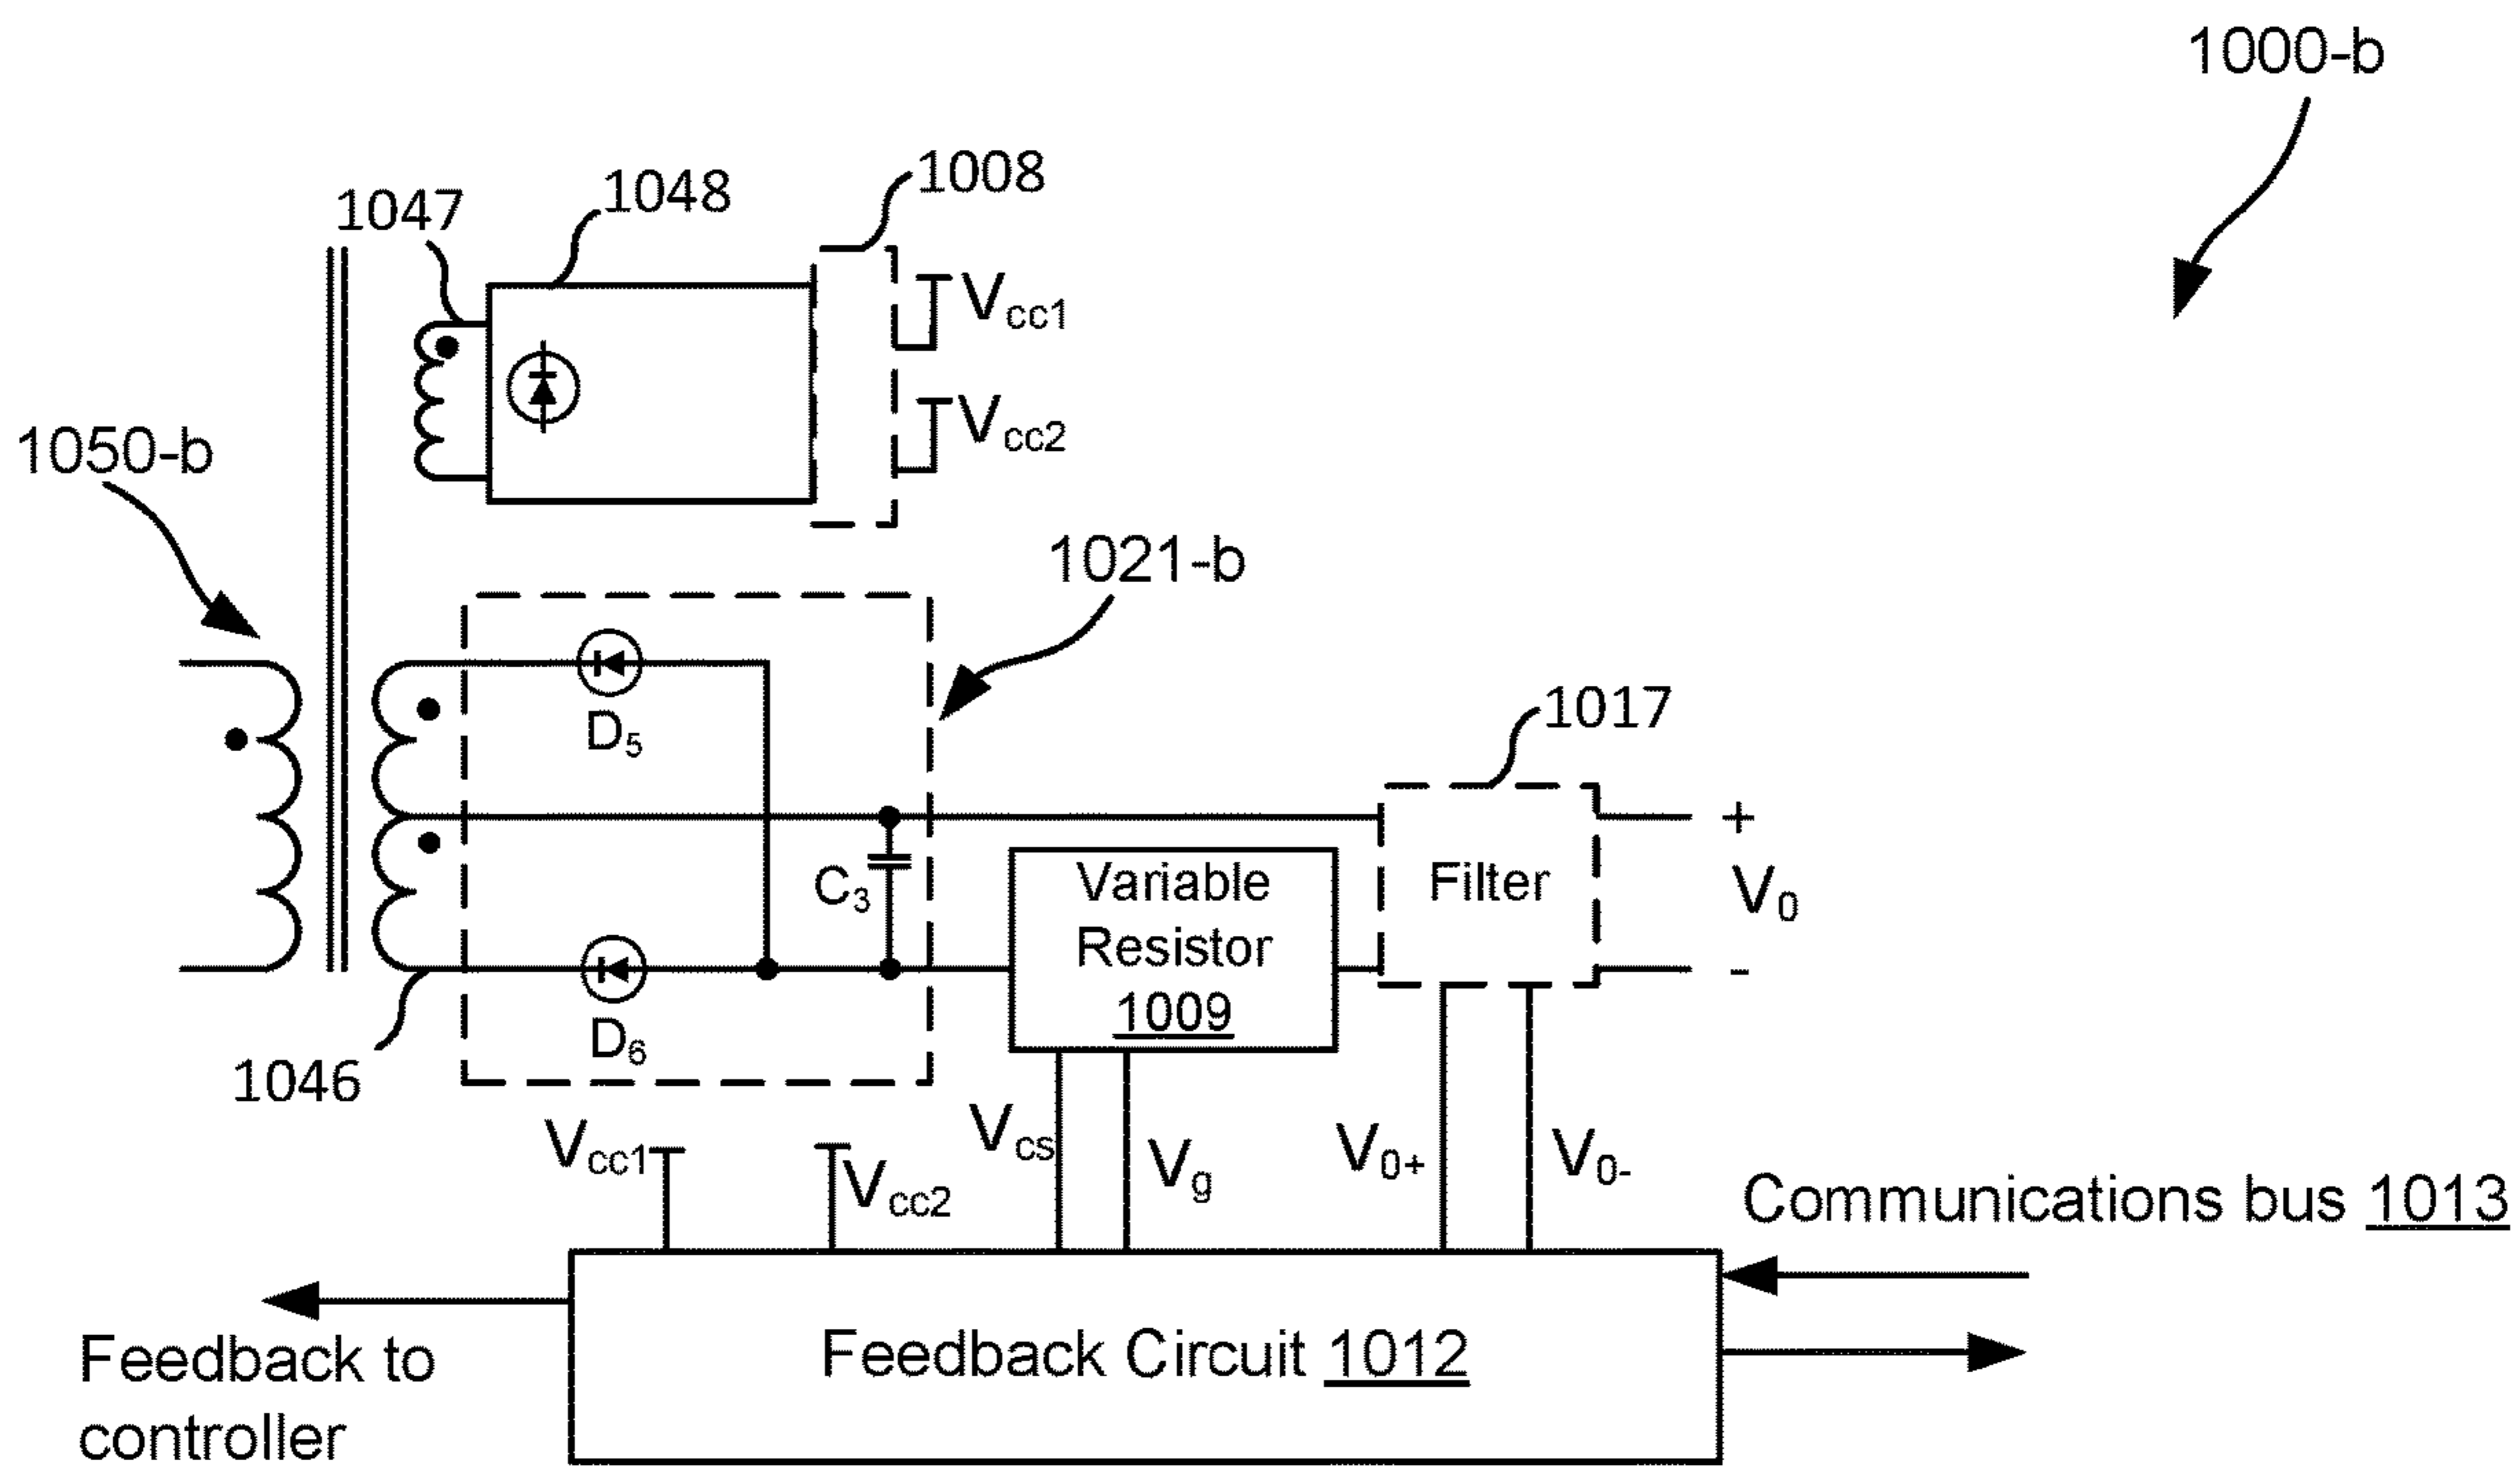 1000-b
1008
1048
1047
Vcc1
Vcc2
1050-b
1021-b
1017
D5
+
C3
Variable
Resistor
1009
Filter
V0
-
D6
1046
Vcc1
Vcc2
Vcs
Vg
V0+
V0-
Communications bus 1013
Feedback to
controller
Feedback Circuit 1012